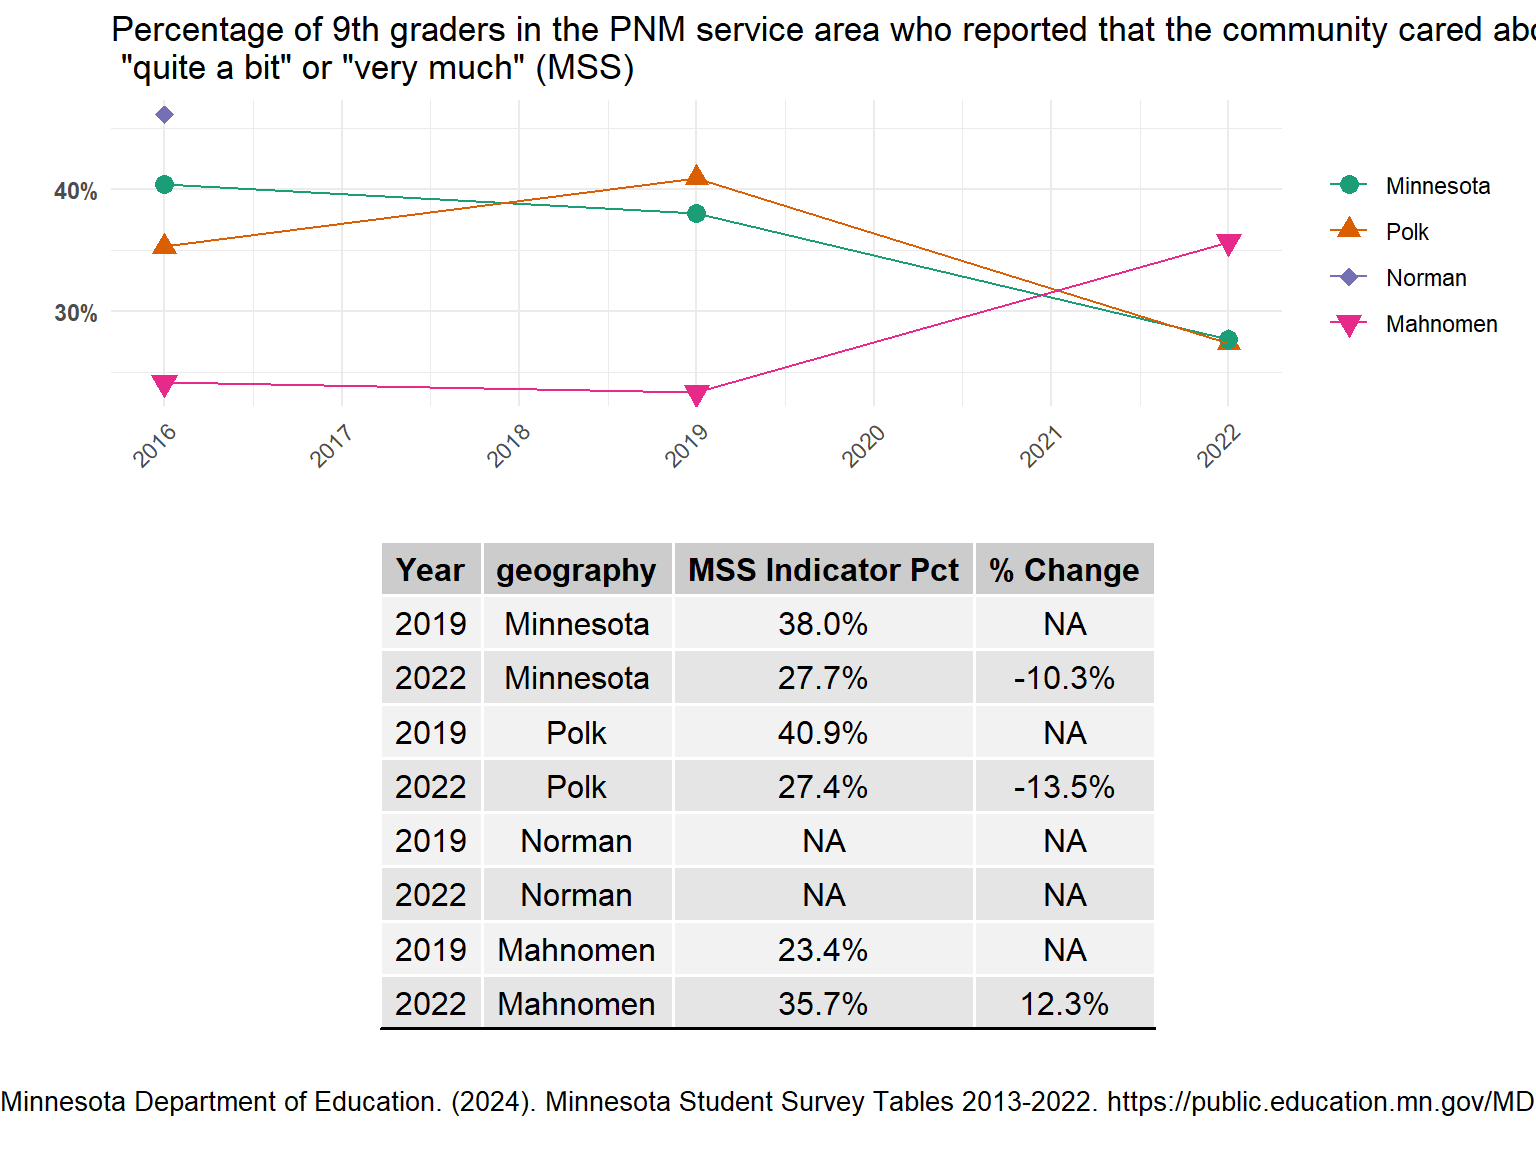 Percentage of 9th graders in the PNM service area who reported that the community cared
"quite a bit" or "very much" (MSS)
40%
30%
2016 2017 2018 2019 2020 2021 2022
Minnesota
Polk
Norman
Mahnomen
Year geography MSS Indicator Pct % Change
2019 Minnesota 38.0% NA
2022 Minnesota 27.7% -10.3%
2019 Polk 40.9% NA
2022 Polk 27.4% -13.5%
2019 Norman NA NA
2022 Norman NA NA
2019 Mahnomen 23.4% NA
2022 Mahnomen 35.7% 12.3%
Minnesota Department of Education. (2024). Minnesota Student Survey Tables 2013-2022. https://public.education.mn.gov/MD